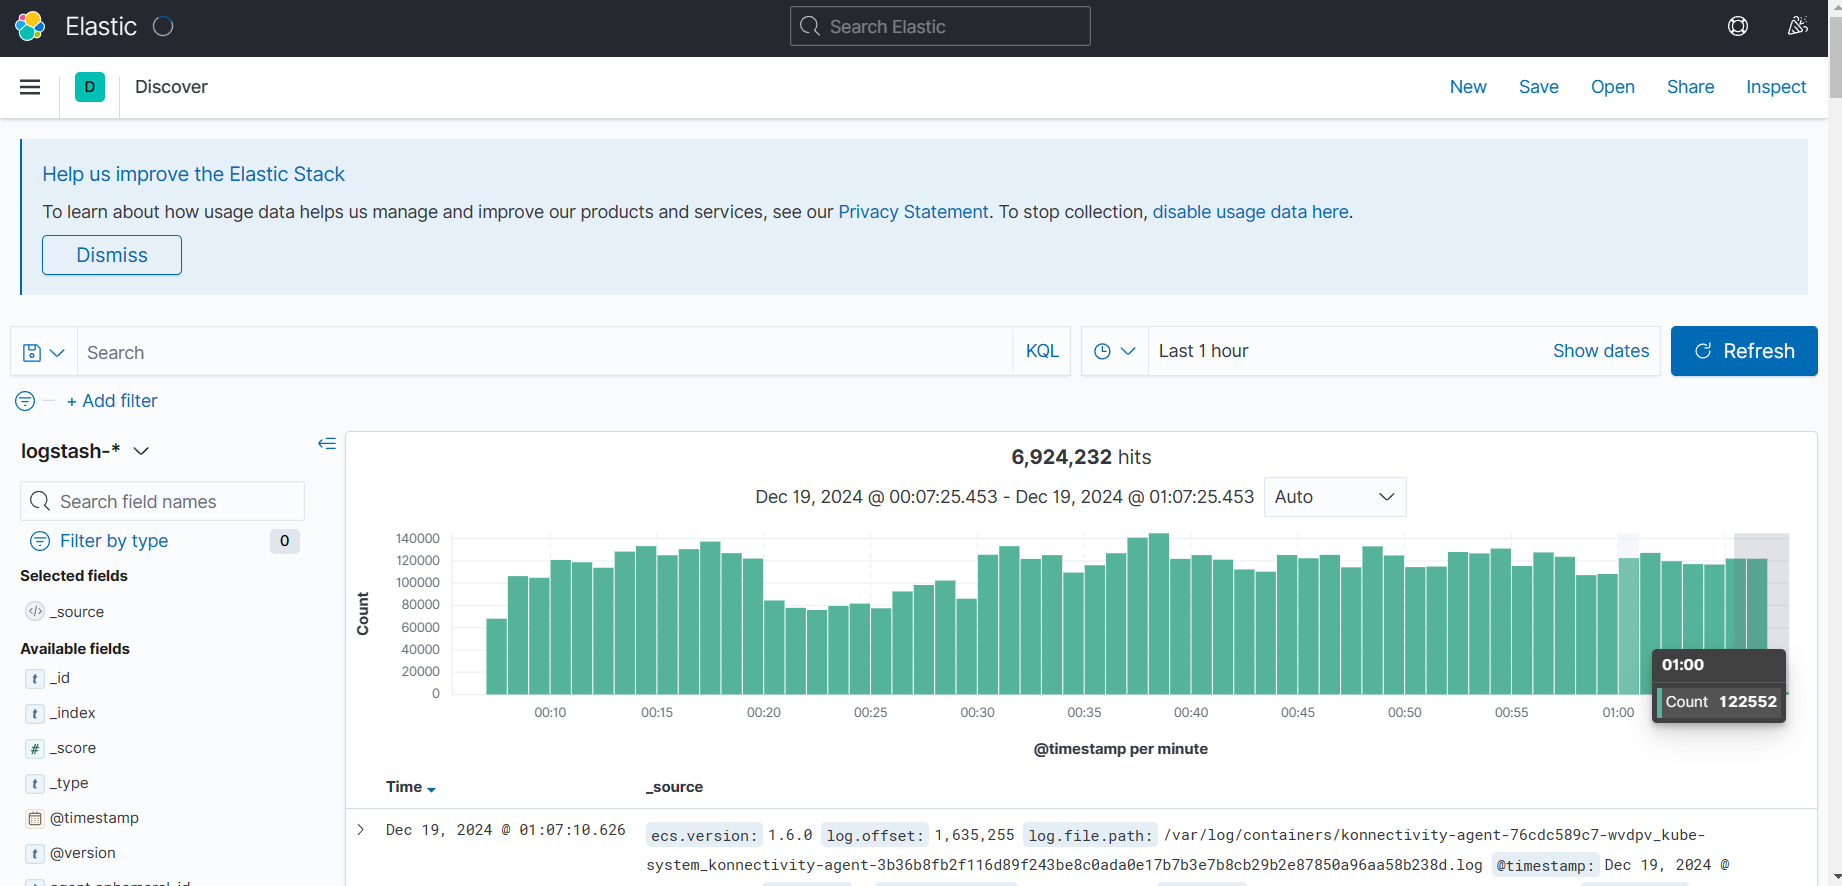 Elastic
Search Elastic
D
Discover
New
Save
Open
Share
Inspect
Help us improve the Elastic Stack
To learn about how usage data helps us manage and improve our products and services, see our Privacy Statement. To stop collection, disable usage data here.
Dismiss
Search
KQL
Last 1 hour
Show dates
Refresh
+ Add filter
logstash-*
Search field names
Filter by type
0
Selected fields
_source
Available fields
t _id
t _index
# _score
t _type
@timestamp
t @version
6,924,232 hits
Dec 19, 2024 @ 00:07:25.453 - Dec 19, 2024 @ 01:07:25.453
Auto
Count
140000
120000
100000
80000
60000
40000
20000
0
00:10
00:15
00:20
00:25
00:30
00:35
00:40
00:45
00:50
00:55
01:00
01:00
Count 122552
@timestamp per minute
Time
_source
Dec 19, 2024 @ 01:07:10.626
ecs.version: 1.6.0 log.offset: 1,635,255 log.file.path: /var/log/containers/konnectivity-agent-76cdc589c7-wvdpv_kube-
system_konnectivity-agent-3b36b8fb2f116d89f243be8c0ada0e17b7b3e7b8cb29b2e87850a96aa58b238d.log @timestamp: Dec 19, 2024 @